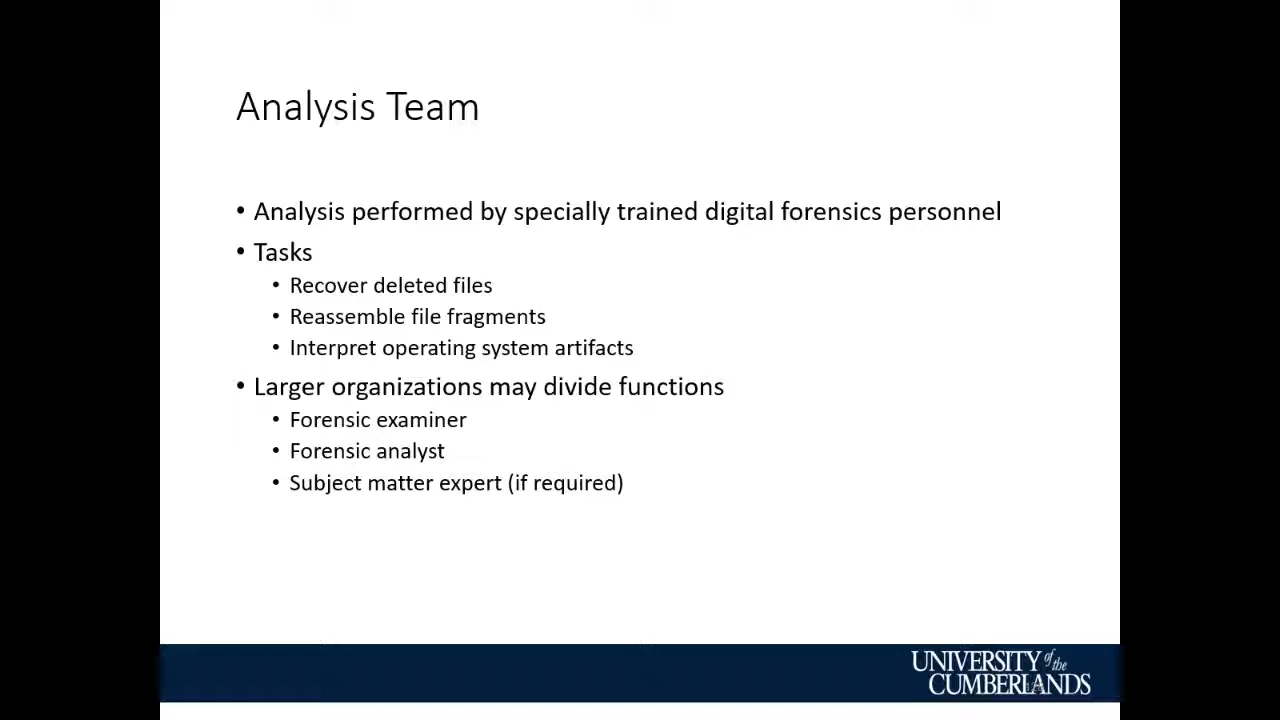 Analysis Team
• Analysis performed by specially trained digital forensics personnel
• Tasks
• Recover deleted files
• Reassemble file fragments
• Interpret operating system artifacts
• Larger organizations may divide functions
• Forensic examiner
• Forensic analyst
• Subject matter expert (if required)
UNIVERSITY of the
CUMBERLANDS